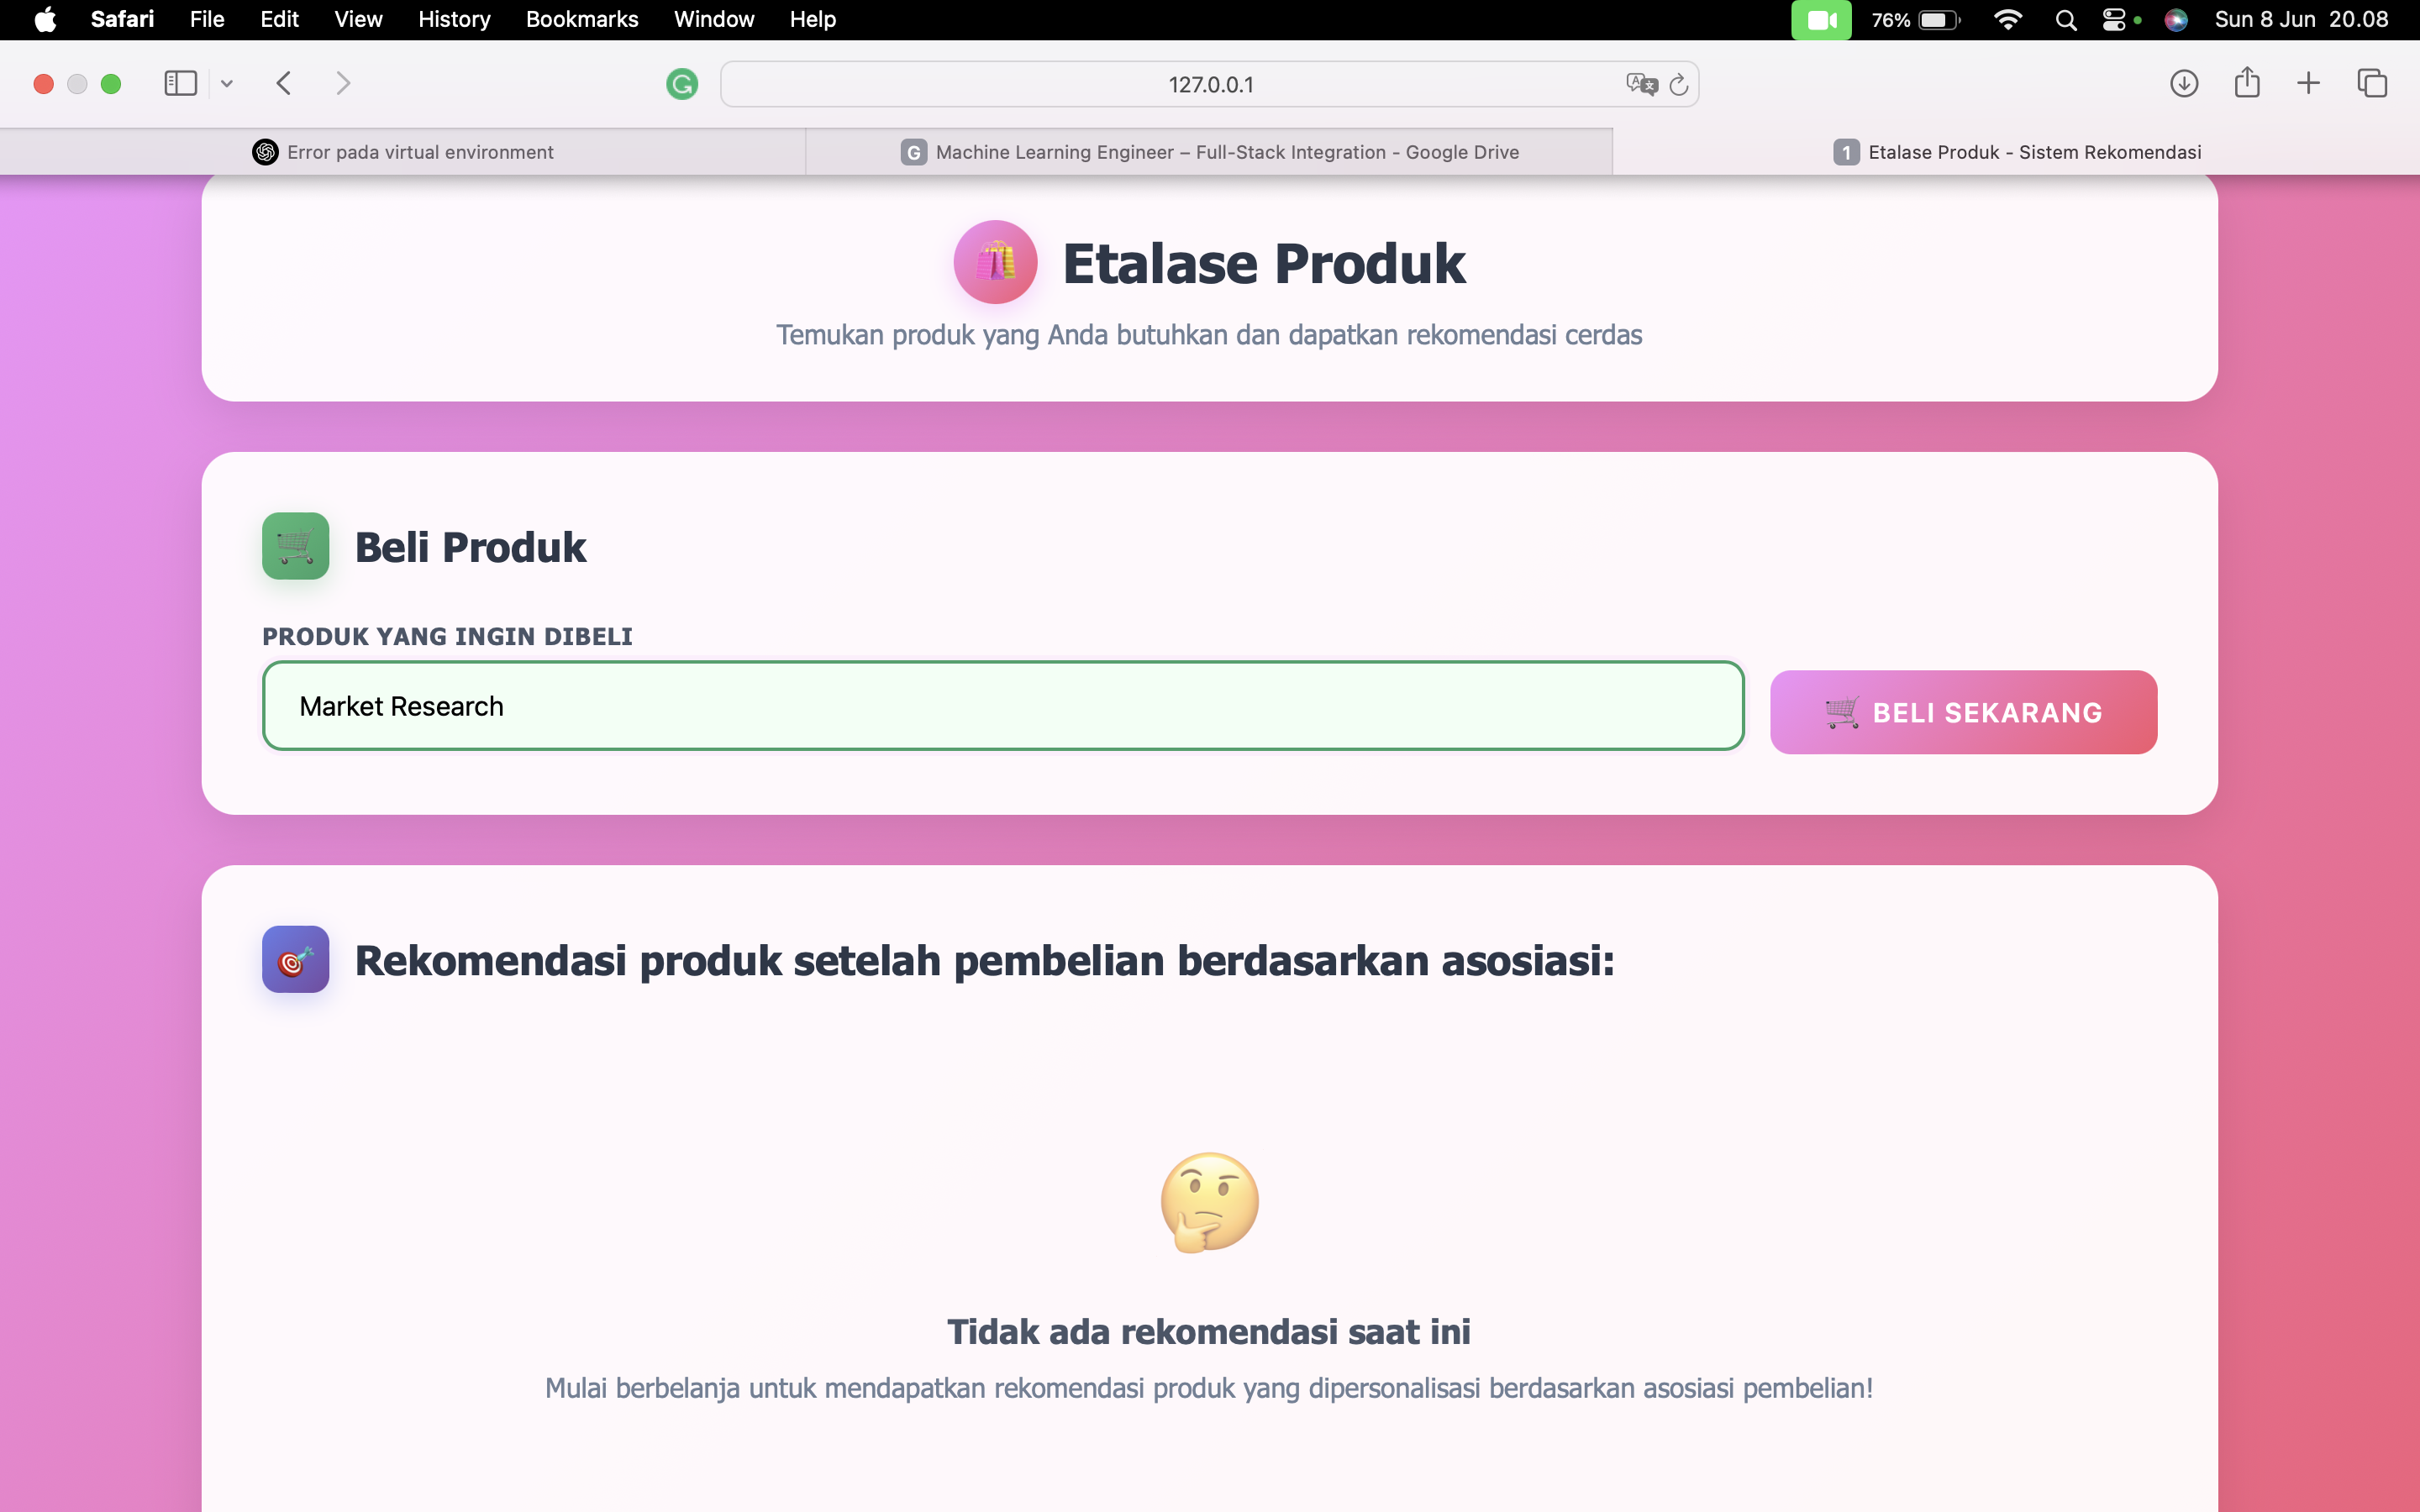 Safari File Edit View History Bookmarks Window Help 76% Sun 8 Jun 20.08
127.0.0.1
Error pada virtual environment
G Machine Learning Engineer – Full-Stack Integration - Google Drive
1 Etalase Produk - Sistem Rekomendasi
Etalase Produk
Temukan produk yang Anda butuhkan dan dapatkan rekomendasi cerdas
Beli Produk
PRODUK YANG INGIN DIBELI
Market Research
BELI SEKARANG
Rekomendasi produk setelah pembelian berdasarkan asosiasi:
Tidak ada rekomendasi saat ini
Mulai berbelanja untuk mendapatkan rekomendasi produk yang dipersonalisasi berdasarkan asosiasi pembelian!